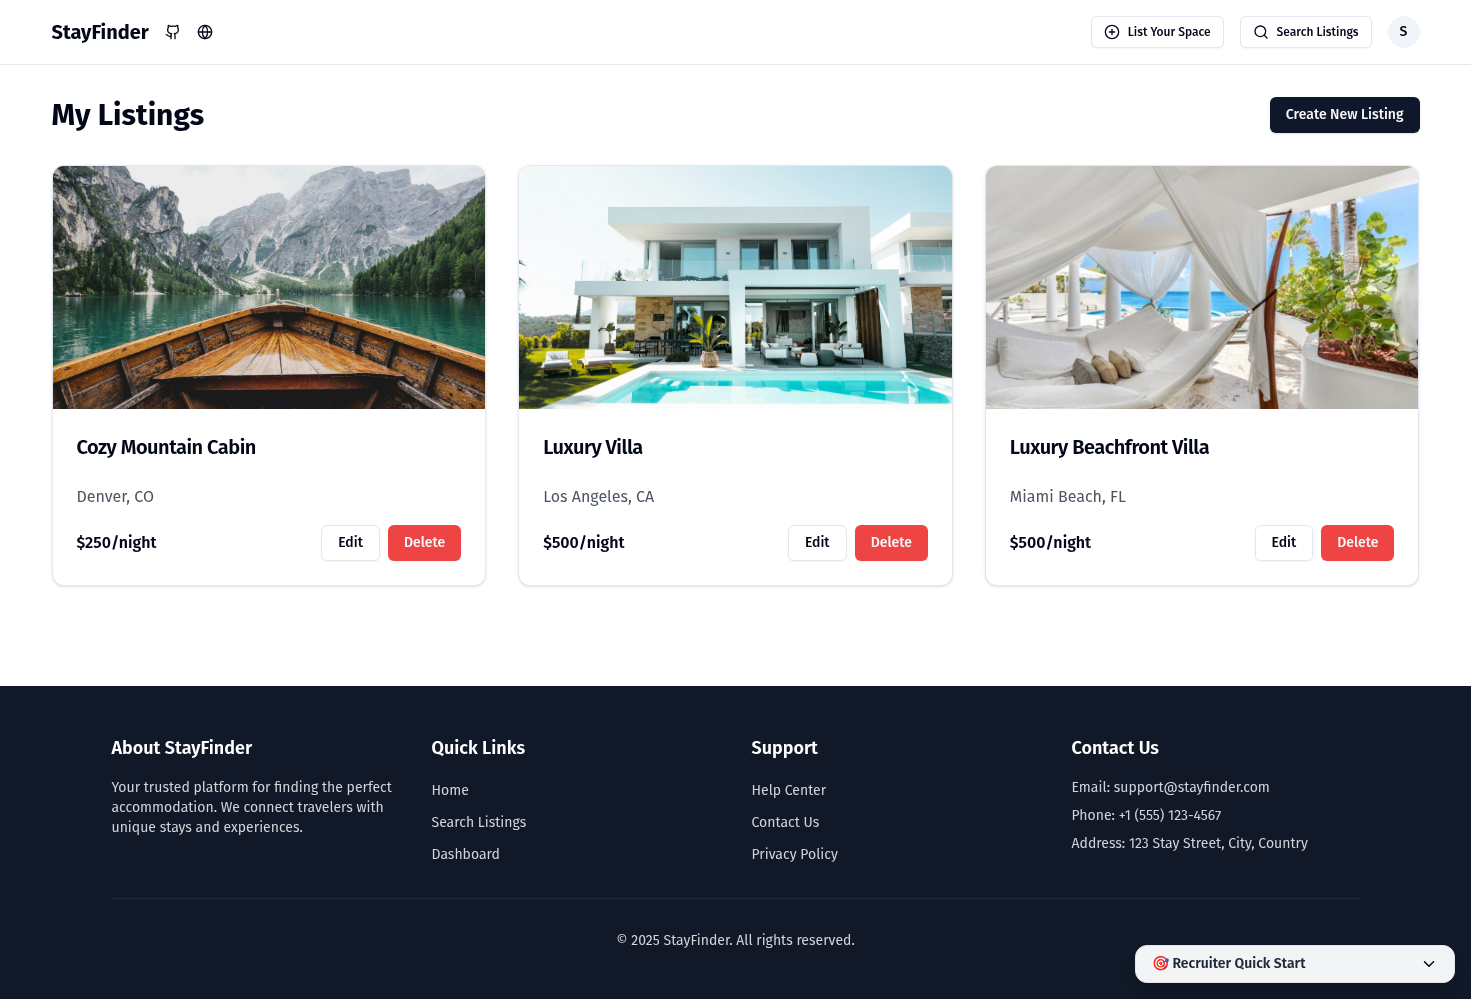 StayFinder
List Your Space
Search Listings
S
My Listings
Create New Listing
Cozy Mountain Cabin
Denver, CO
$250/night
Edit
Delete
Luxury Villa
Los Angeles, CA
$500/night
Edit
Delete
Luxury Beachfront Villa
Miami Beach, FL
$500/night
Edit
Delete
About StayFinder
Your trusted platform for finding the perfect
accommodation. We connect travelers with
unique stays and experiences.
Quick Links
Home
Search Listings
Dashboard
Support
Help Center
Contact Us
Privacy Policy
Contact Us
Email: support@stayfinder.com
Phone: +1 (555) 123-4567
Address: 123 Stay Street, City, Country
© 2025 StayFinder. All rights reserved.
🎯 Recruiter Quick Start